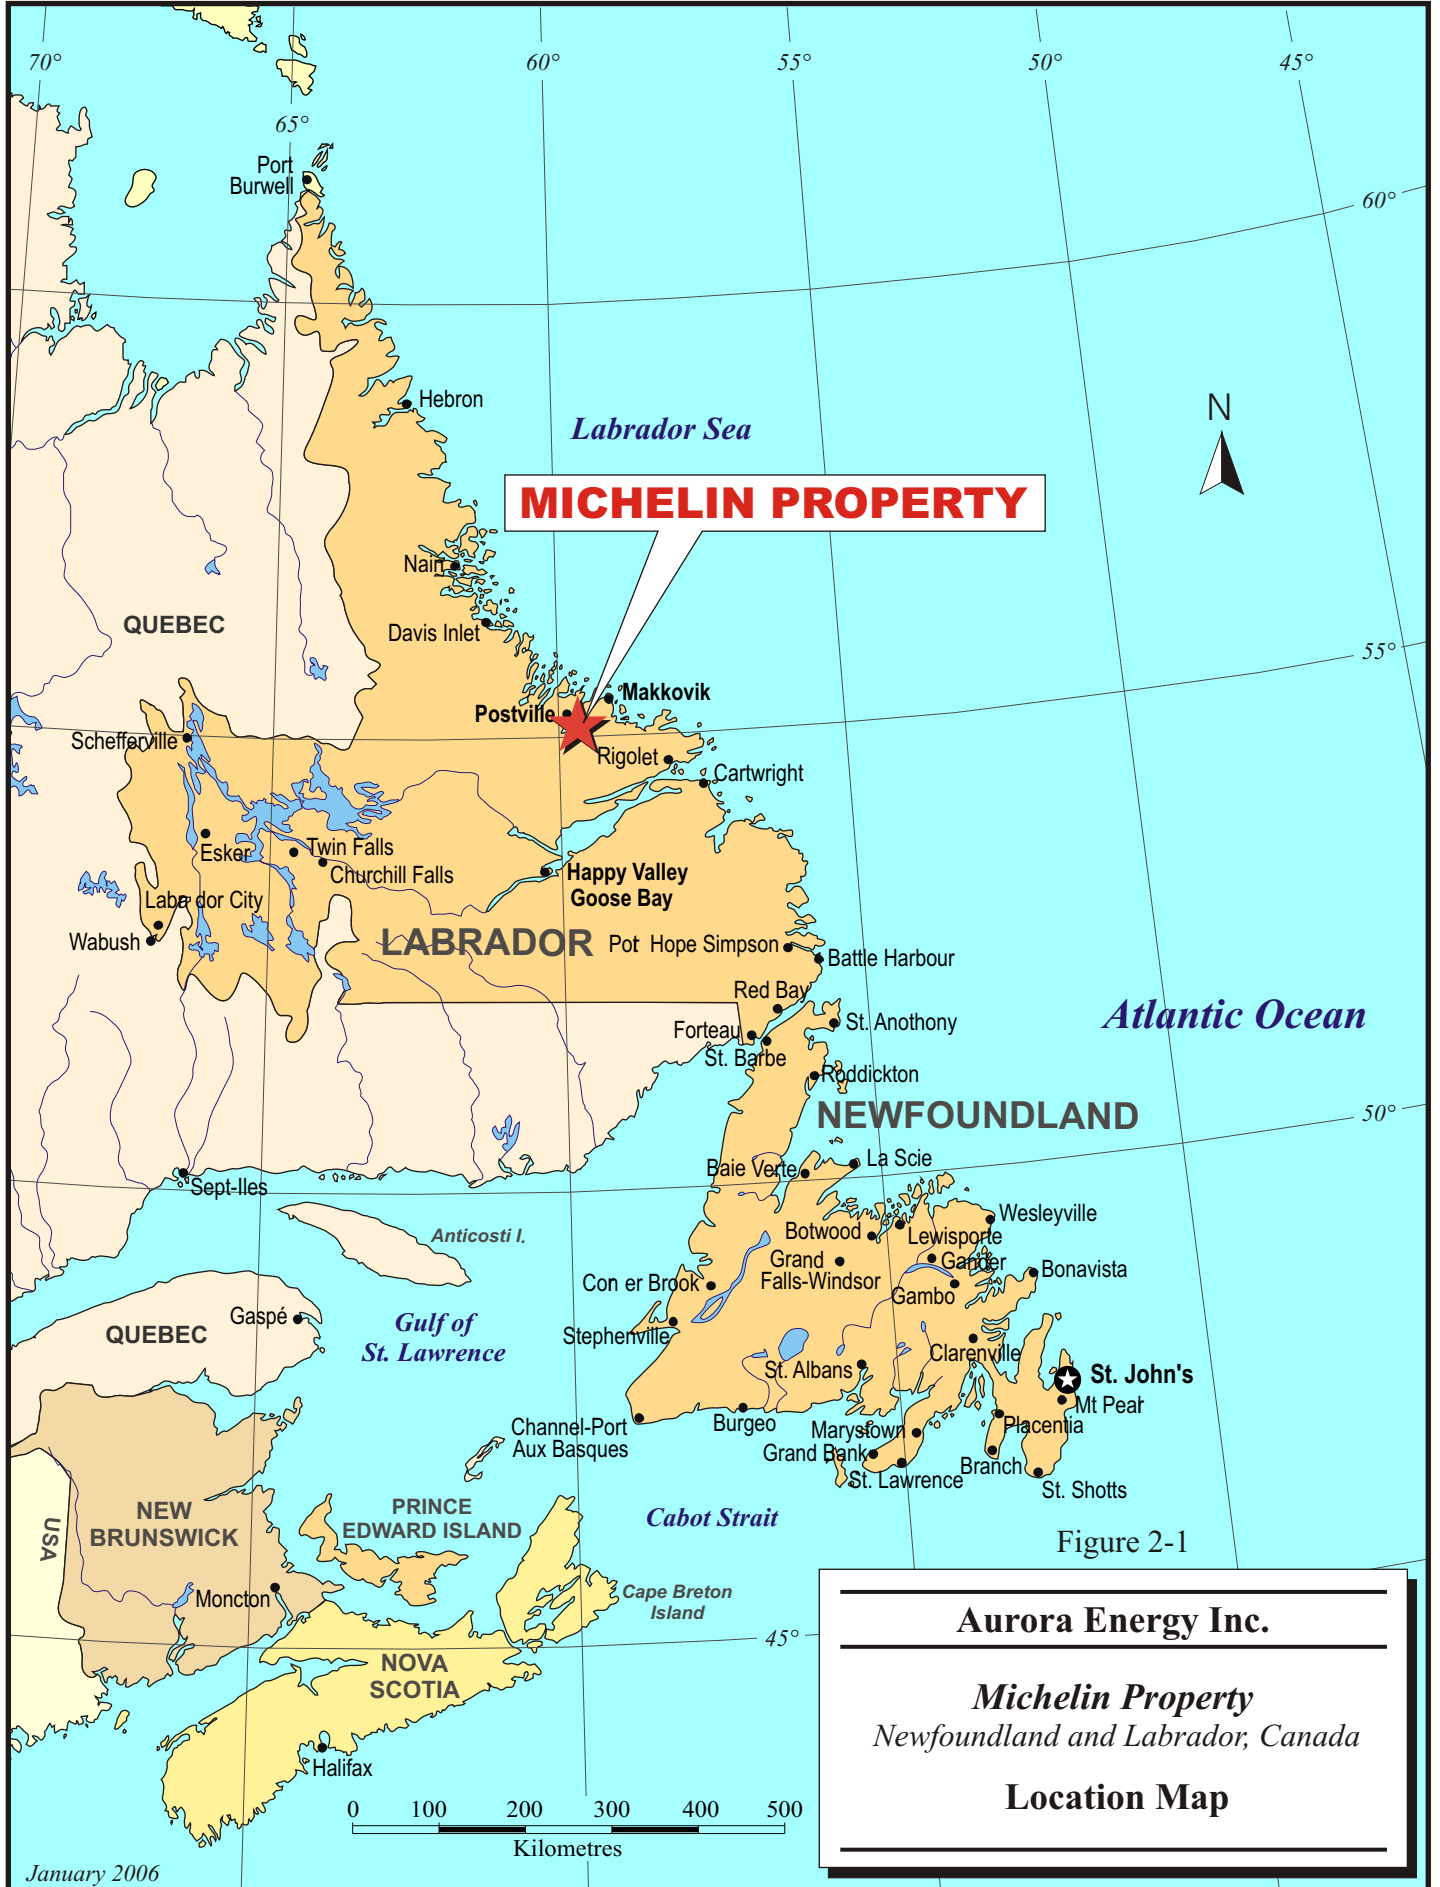 70°
60°
55°
50°
45°
65°
Port
Burwell
60°
Hebron
Labrador Sea
N
MICHELIN PROPERTY
Nain
QUEBEC
Davis Inlet
55°
Makkovik
Postville
Schefferville
Rigolet
Cartwright
Esker
Twin Falls
Churchill Falls
Happy Valley
Goose Bay
Labra dor City
Wabush
LABRADOR
Pot Hope Simpson
Battle Harbour
Red Bay
Atlantic Ocean
Forteau
St. Anothony
St. Barbe
Roddickton
NEWFOUNDLAND
50°
Baie Verte
La Scie
Sept-Iles
Wesleyville
Anticosti I.
Botwood
Lewisporte
Grand
Falls-Windsor
Gander
Bonavista
Con er Brook
Gambo
Gaspé
QUEBEC
Gulf of
St. Lawrence
Stephenville
Clarenville
St. Albans
St. John's
Mt Pearl
Channel-Port
Aux Basques
Burgeo
Marystown
Placentia
Grand Bank
Branch
St. Lawrence
St. Shotts
USA
NEW
BRUNSWICK
PRINCE
EDWARD ISLAND
Cabot Strait
Figure 2-1
Moncton
Cape Breton
Island
45°
Aurora Energy Inc.
NOVA
SCOTIA
Michelin Property
Newfoundland and Labrador, Canada
Halifax
Location Map
0 100 200 300 400 500
Kilometres
January 2006